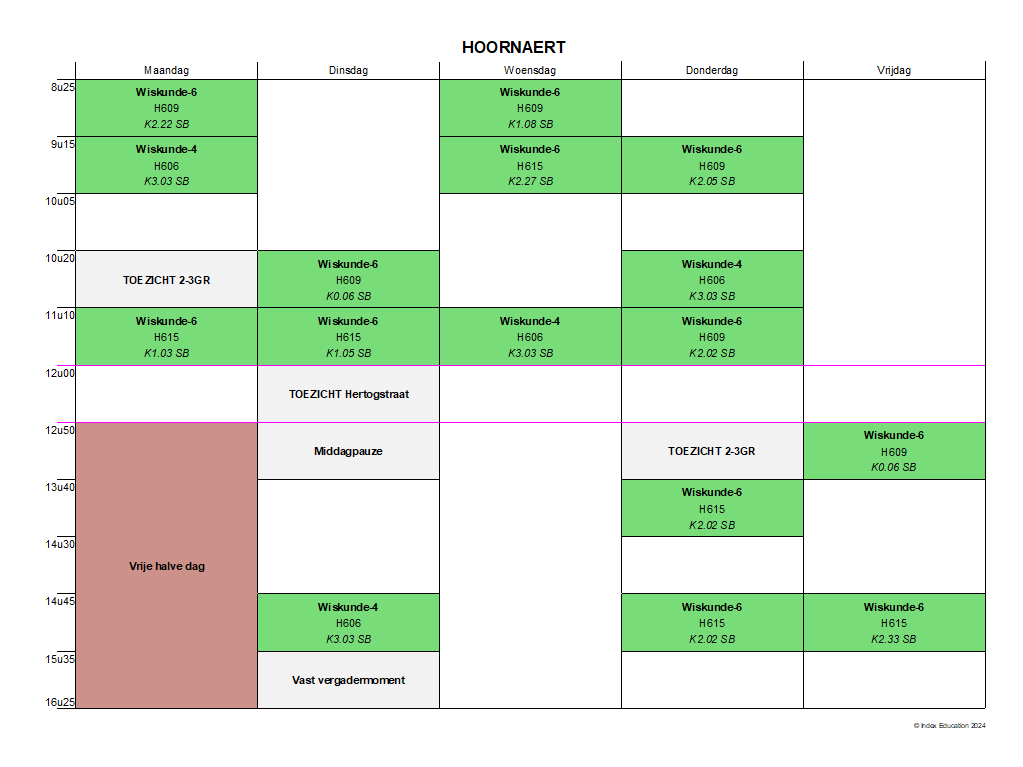 HOORNAERT
Maandag Dinsdag Woensdag Donderdag Vrijdag
8u25
Wiskunde-6 Wiskunde-6
H609 H609
K2.22 SB K1.08 SB
9u15
Wiskunde-4 Wiskunde-6 Wiskunde-6
H606 H615 H609
K3.03 SB K2.27 SB K2.05 SB
10u05
10u20
Wiskunde-6 Wiskunde-4
TOEZICHT 2-3GR H609 H606
K0.06 SB K3.03 SB
11u10
Wiskunde-6 Wiskunde-6 Wiskunde-4 Wiskunde-6
H615 H615 H606 H609
K1.03 SB K1.05 SB K3.03 SB K2.02 SB
12u00
TOEZICHT Hertogstraat
12u50
Wiskunde-6
Middagpauze TOEZICHT 2-3GR H609
K0.06 SB
13u40
Wiskunde-6
H615
K2.02 SB
14u30
Vrije halve dag
14u45
Wiskunde-4 Wiskunde-6 Wiskunde-6
H606 H615 H615
K3.03 SB K2.02 SB K2.33 SB
15u35
Vast vergadermoment
16u25
© Index Education 2024